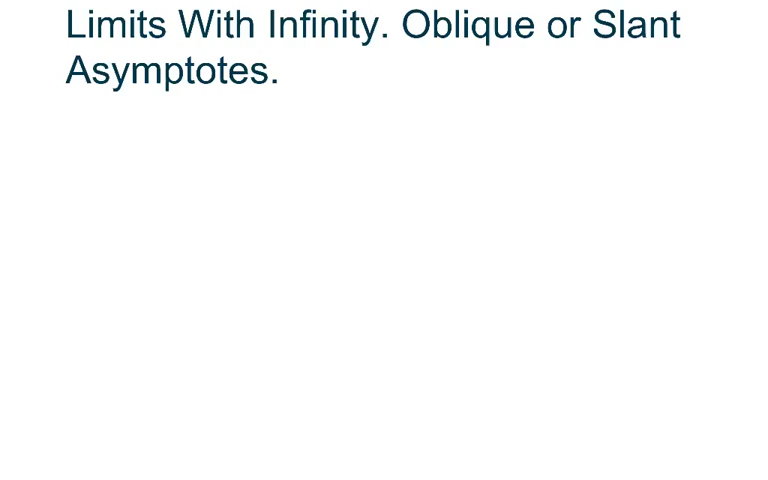 Limits With Infinity. Oblique or Slant
Asymptotes.